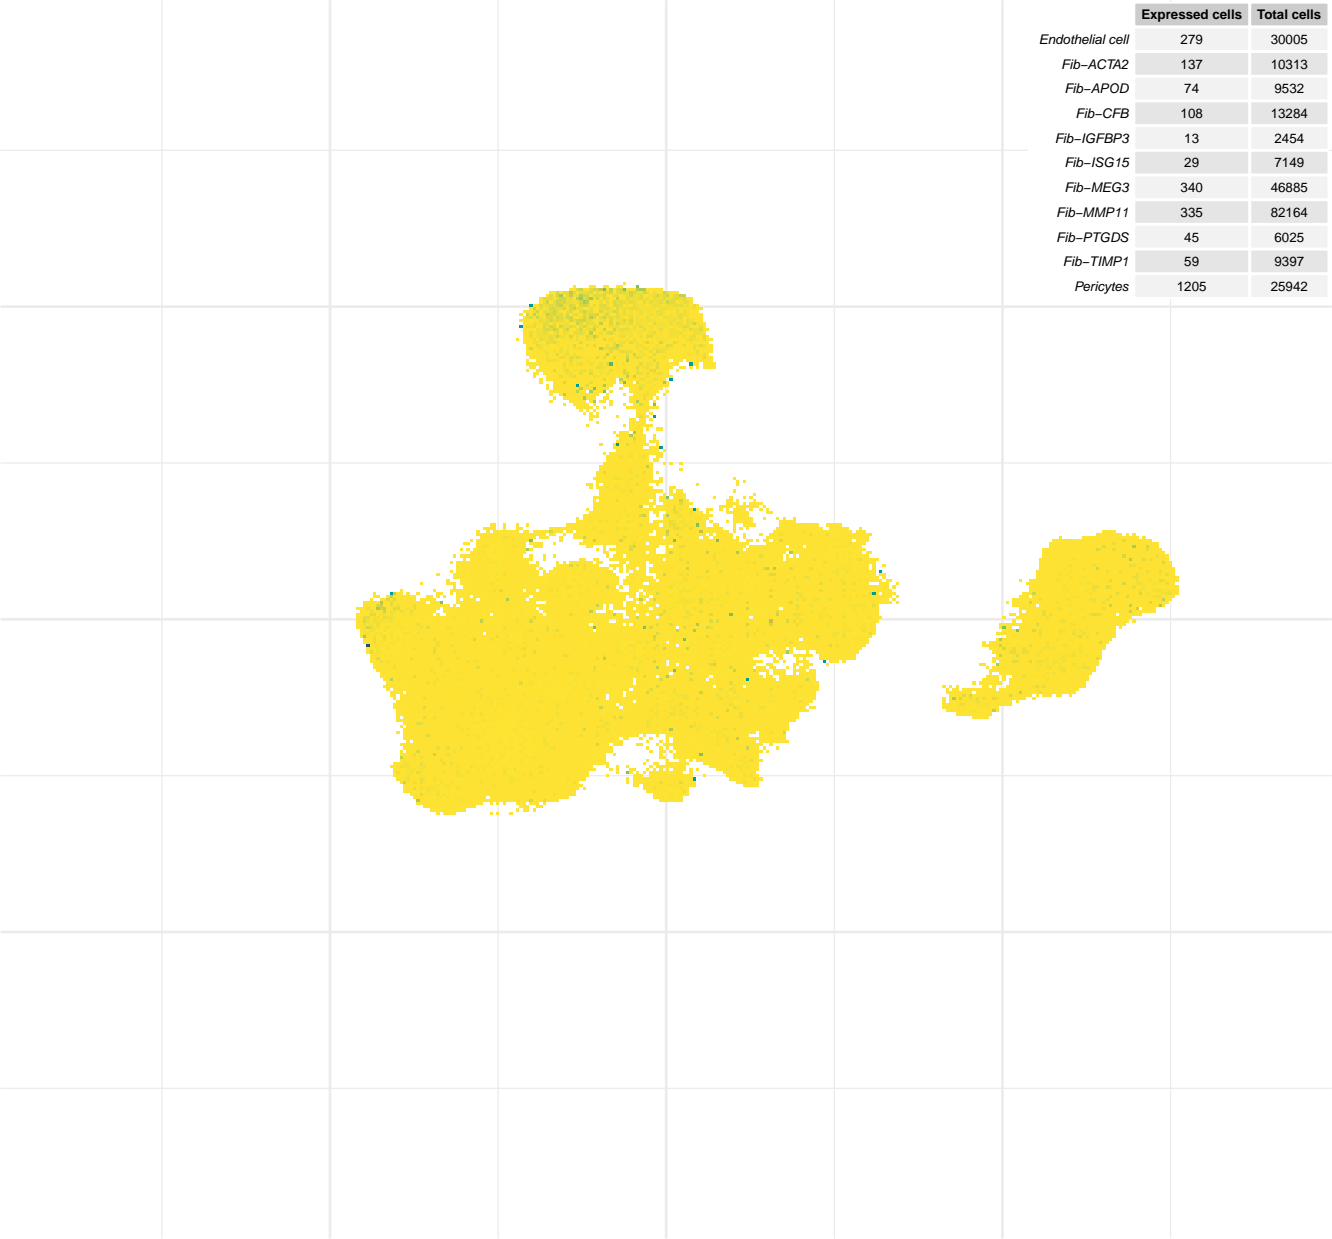 Expressed cells Total cells
Endothelial cell 279 30005
Fib−ACTA2 137 10313
Fib−APOD 74 9532
Fib−CFB 108 13284
Fib−IGFBP3 13 2454
Fib−ISG15 29 7149
Fib−MEG3 340 46885
Fib−MMP11 335 82164
Fib−PTGDS 45 6025
Fib−TIMP1 59 9397
Pericytes 1205 25942